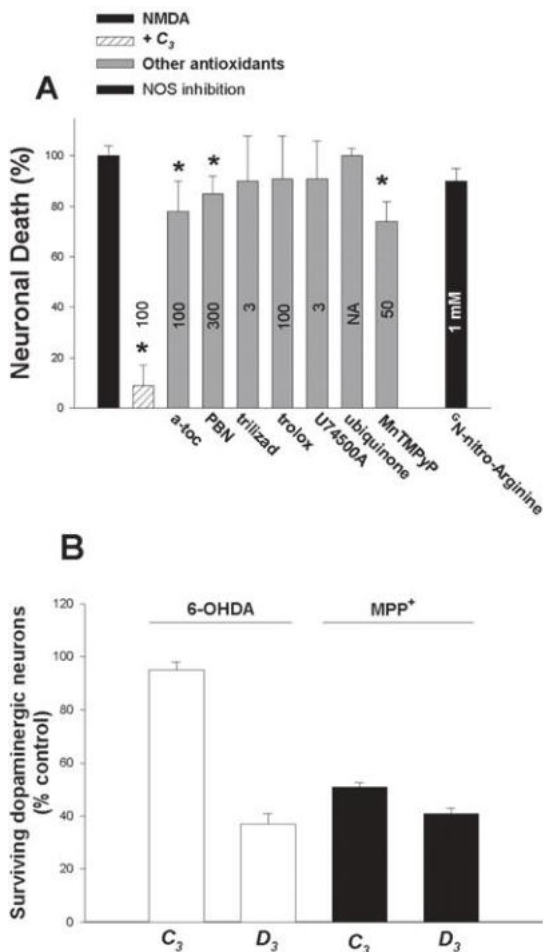 NMDA
+ C3
Other antioxidants
NOS inhibition
A
Neuronal Death (%)
100
80
60
40
20
0
*
100
*
100
*
300
3
100
3
NA
*
50
1 mM
a-toc
PBN
trilizad
trolox
U74500A
ubiquinone
MnTMPyP
GN-nitro-Arginine
B
6-OHDA
MPP+
Surviving dopaminergic neurons
(% control)
120
100
80
60
40
20
0
C3
D3
C3
D3